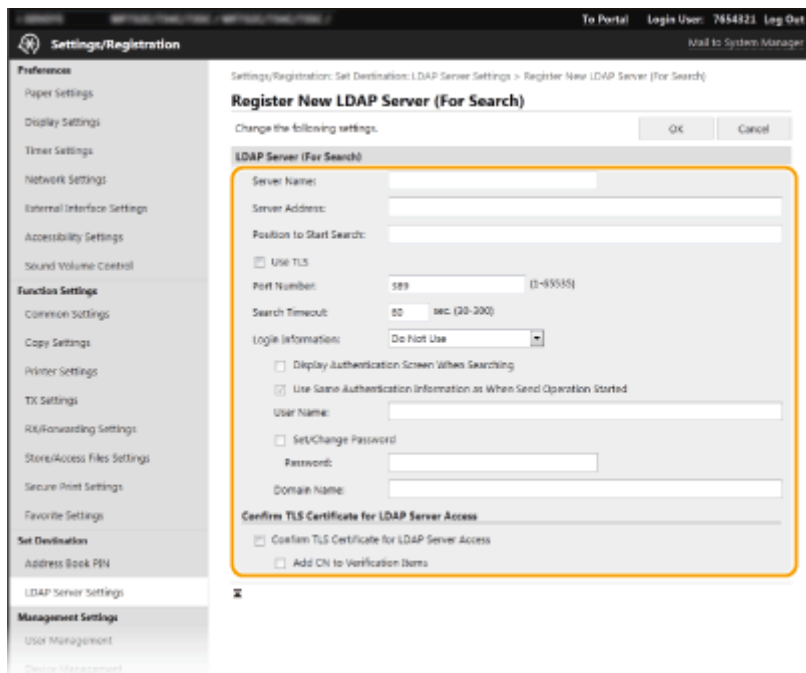 To Portal Login User: 7654321 Log Out
Settings/Registration
Mail to System Manager
Preferences
Paper Settings
Display Settings
Timer Settings
Network Settings
External Interface Settings
Accessibility Settings
Sound Volume Control
Function Settings
Common Settings
Copy Settings
Printer Settings
TX Settings
RX/Forwarding Settings
Store/Access Files Settings
Secure Print Settings
Favorite Settings
Set Destination
Address Book PIN
LDAP Server Settings
Management Settings
User Management
Device Management
Settings/Registration: Set Destination: LDAP Server Settings > Register New LDAP Server (For Search)
Register New LDAP Server (For Search)
Change the following settings.
OK Cancel
LDAP Server (For Search)
Server Name:
Server Address:
Position to Start Search:
Use TLS
Port Number: 389 (1-65535)
Search Timeout: 60 sec. (30-300)
Login Information: Do Not Use
Display Authentication Screen When Searching
Use Same Authentication Information as When Send Operation Started
User Name:
Set/Change Password
Password:
Domain Name:
Confirm TLS Certificate for LDAP Server Access
Confirm TLS Certificate for LDAP Server Access
Add CN to Verification Items